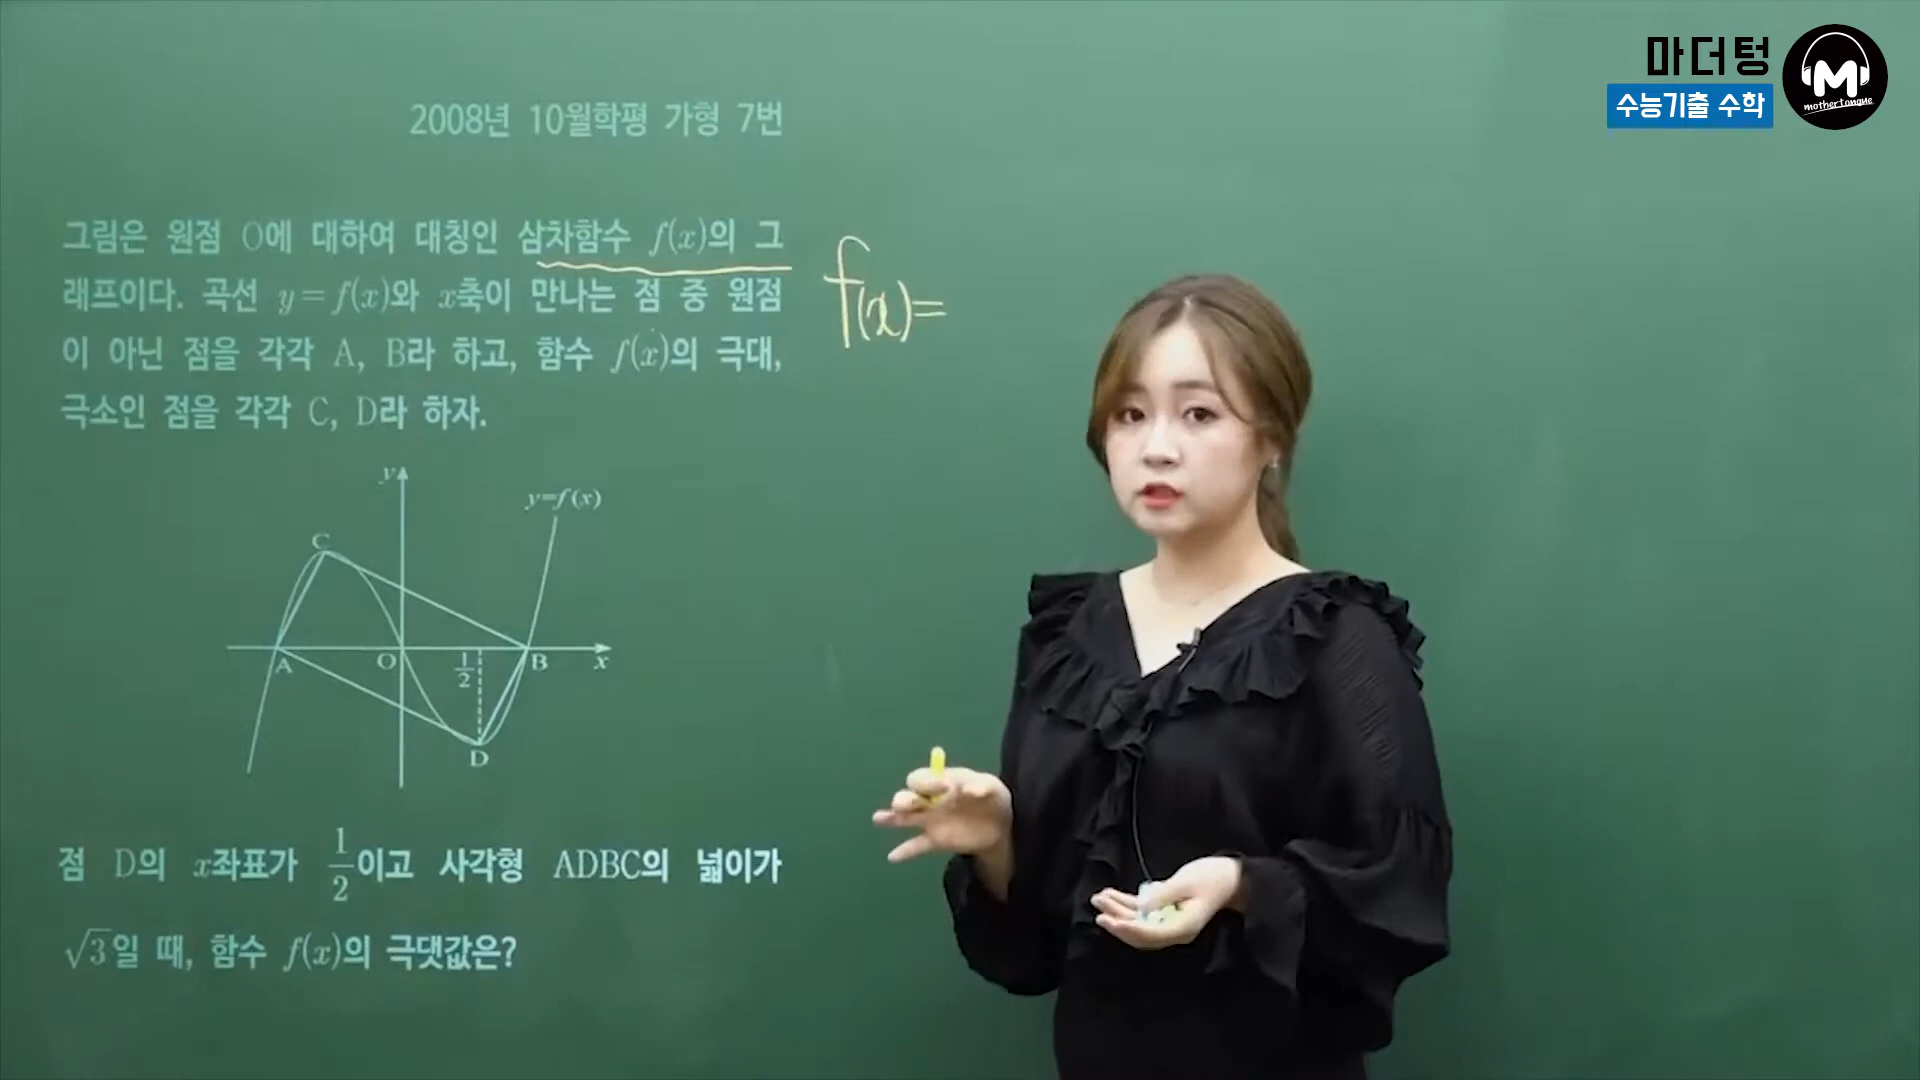 마더텅
수능기출 수학
M
mothertongue
2008년 10월학평 가형 7번
그림은 원점 O에 대하여 대칭인 삼차함수 f(x)의 그
래프이다. 곡선 y=f(x)와 x축이 만나는 점 중 원점
이 아닌 점을 각각 A, B라 하고, 함수 f(x)의 극대,
극소인 점을 각각 C, D라 하자.
f(x)=
y
y=f(x)
C
A
O
1/2
B
x
D
점 D의 x좌표가 1/2이고 사각형 ADBC의 넓이가
√3일 때, 함수 f(x)의 극댓값은?